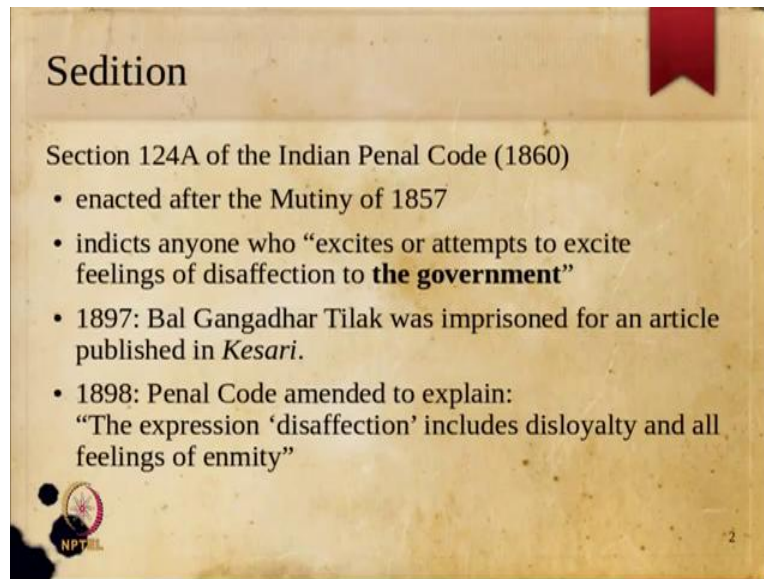 Sedition
Section 124A of the Indian Penal Code (1860)
• enacted after the Mutiny of 1857
• indicts anyone who “excites or attempts to excite
feelings of disaffection to the government”
• 1897: Bal Gangadhar Tilak was imprisoned for an article
published in Kesari.
• 1898: Penal Code amended to explain:
“The expression ‘disaffection’ includes disloyalty and all
feelings of enmity”
NPTEL
2